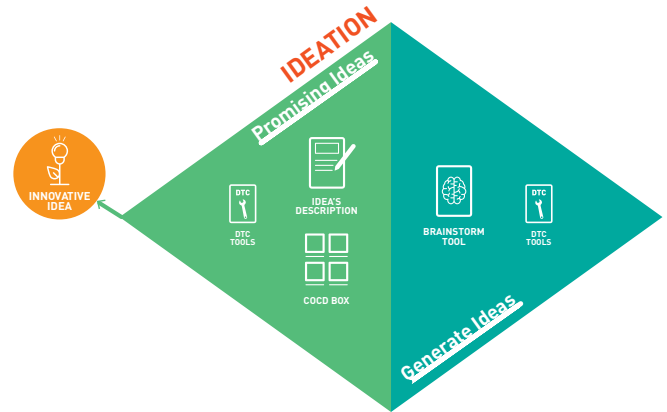 IDEATION
Promising Ideas
INNOVATIVE
IDEA
IDEA'S
DESCRIPTION
DTC
DTC
TOOLS
COCD BOX
BRAINSTORM
TOOL
DTC
DTC
TOOLS
Generate Ideas